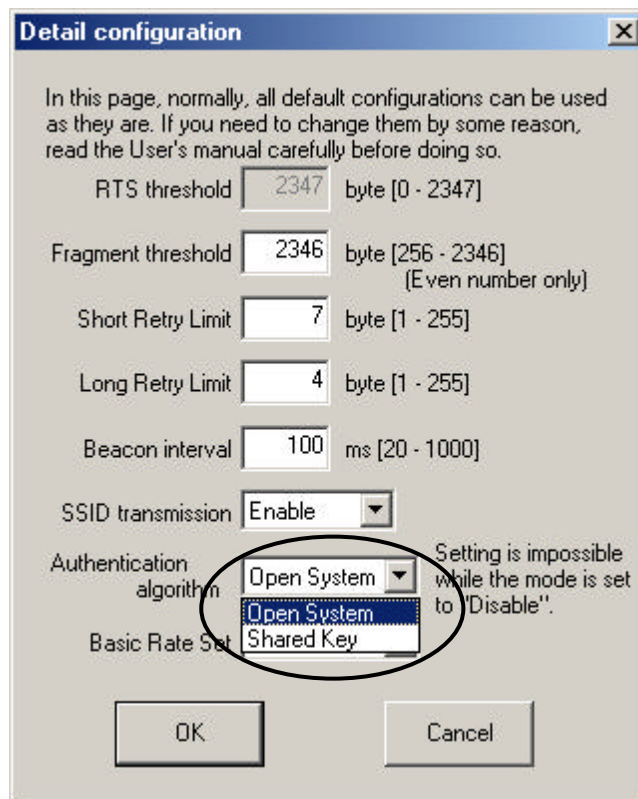 Detail configuration
In this page, normally, all default configurations can be used
as they are. If you need to change them by some reason,
read the User's manual carefully before doing so.
RTS threshold 2347 byte [0 - 2347]
Fragment threshold 2346 byte [256 - 2346]
(Even number only)
Short Retry Limit 7 byte [1 - 255]
Long Retry Limit 4 byte [1 - 255]
Beacon interval 100 ms [20 - 1000]
SSID transmission Enable
Authentication
algorithm
Open System
Setting is impossible
while the mode is set
to "Disable".
Open System
Shared Key
Basic Rate Set
OK
Cancel